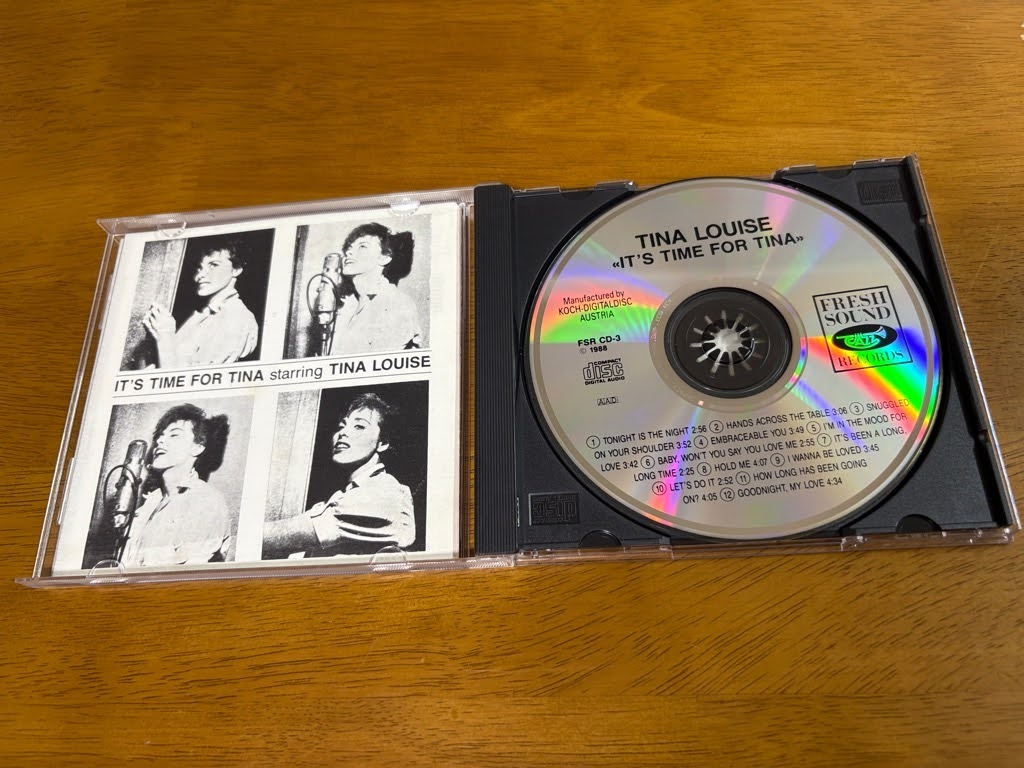 IT'S TIME FOR TINA starring TINA LOUISE
TINA LOUISE
«IT'S TIME FOR TINA»
Manufactured by
KOCH-DIGITALDISC
AUSTRIA
FSR CD-3
© 1988
COMPACT
disc
DIGITAL AUDIO
AAD
FRESH
SOUND
JAZZ
RECORDS
① TONIGHT IS THE NIGHT 2:56 ② HANDS ACROSS THE TABLE 3:06 ③ SNUGGLED
ON YOUR SHOULDER 3:52 ④ EMBRACEABLE YOU 3:49 ⑤ I'M IN THE MOOD FOR
LOVE 3:42 ⑥ BABY, WON'T YOU SAY YOU LOVE ME 2:55 ⑦ IT'S BEEN A LONG,
LONG TIME 2:25 ⑧ HOLD ME 4:07 ⑨ I WANNA BE LOVED 3:45
⑩ LET'S DO IT 2:52 ⑪ HOW LONG HAS BEEN GOING
ON? 4:05 ⑫ GOODNIGHT, MY LOVE 4:34